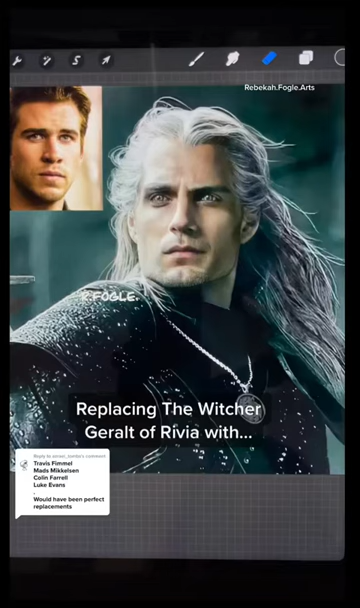 Rebekah.Fogle.Arts
R.FOGLE.
Replacing The Witcher
Geralt of Rivia with...
Travis Fimmel
Mads Mikkelsen
Colin Farrell
Luke Evans
.
Would have been perfect
replacements